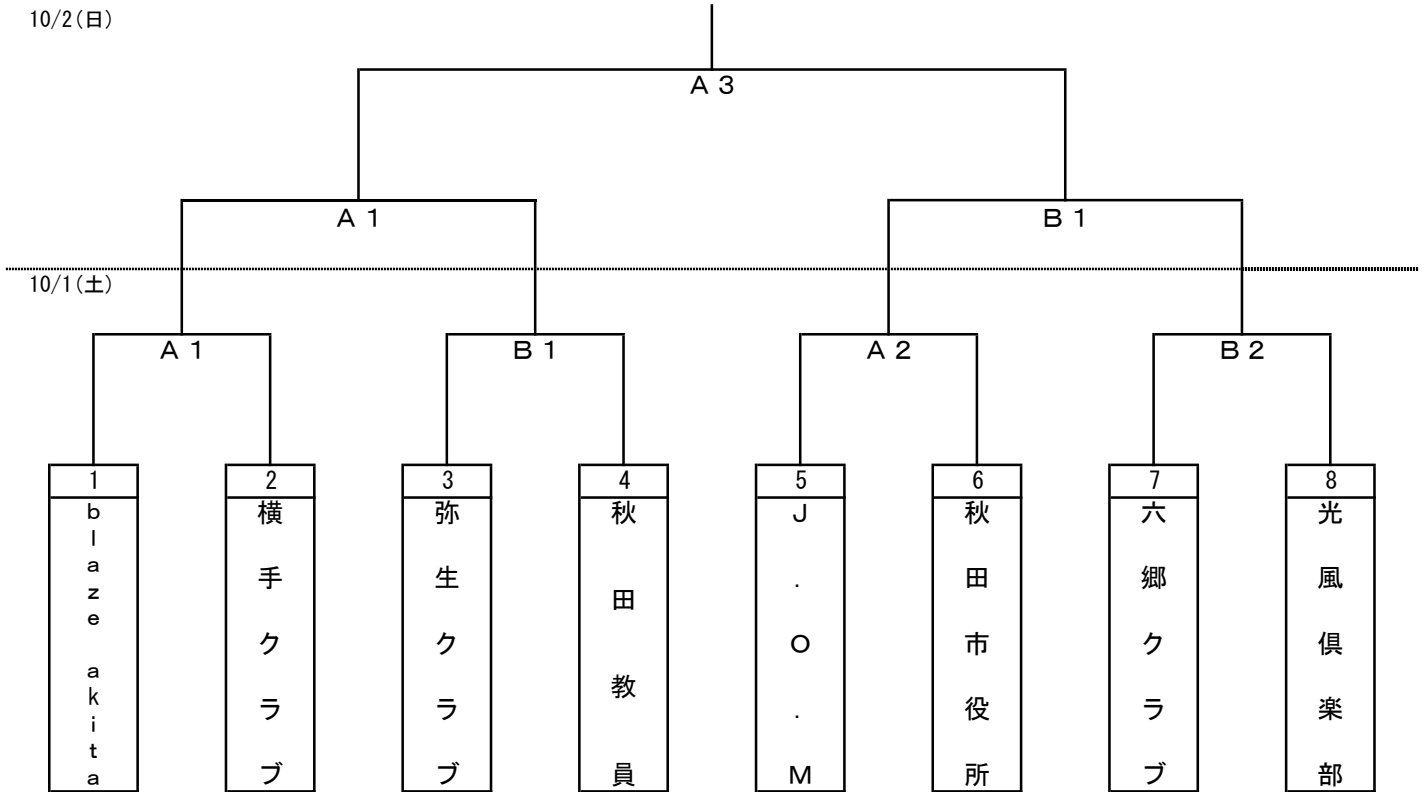 10/2(日)
Ａ３
Ａ１
Ｂ１
10/1(土)
Ａ１
Ｂ１
Ａ２
Ｂ２
1
2
3
4
5
6
7
8
ｂｌａｚｅ　ａｋｉｔａ
横手クラブ
弥生クラブ
秋田教員
Ｊ．Ｏ．Ｍ
秋田市役所
六郷クラブ
光風倶楽部